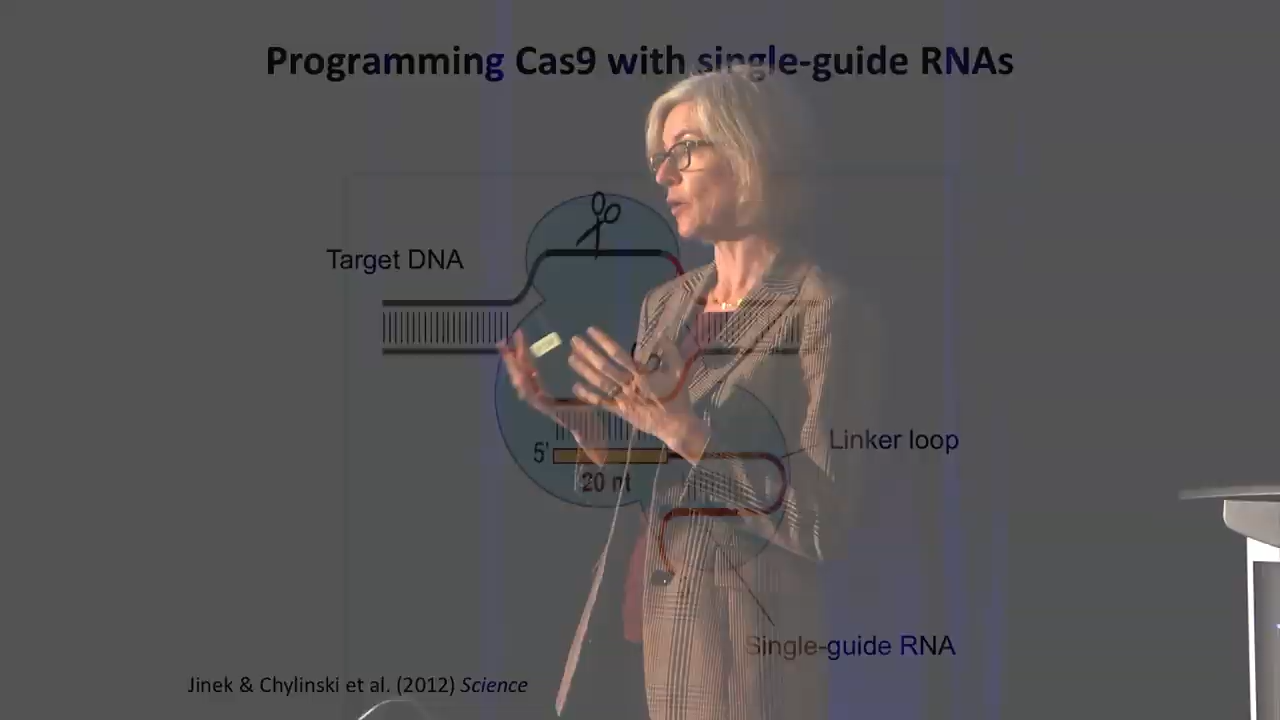 Programming Cas9 with single-guide RNAs
Target DNA
Linker loop
5'
20 nt
Single-guide RNA
Jinek & Chylinski et al. (2012) Science